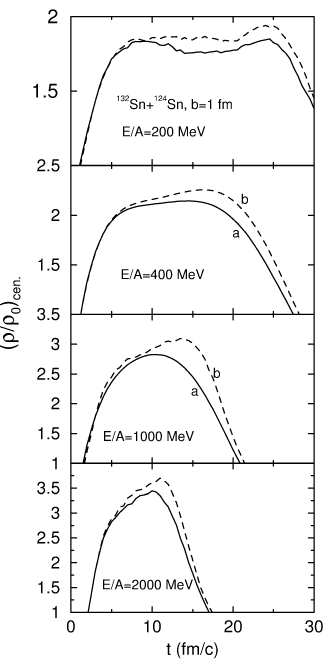 2
¹³²Sn+¹²⁴Sn, b=1 fm
E/A=200 MeV
1.5
2.5
b
2
a
E/A=400 MeV
1.5
3.5
(ρ/ρ₀)cen.
3
2.5
b
2
a
1.5
E/A=1000 MeV
1
3.5
3
2.5
2
1.5
E/A=2000MeV
1
0 10 20 30
t (fm/c)